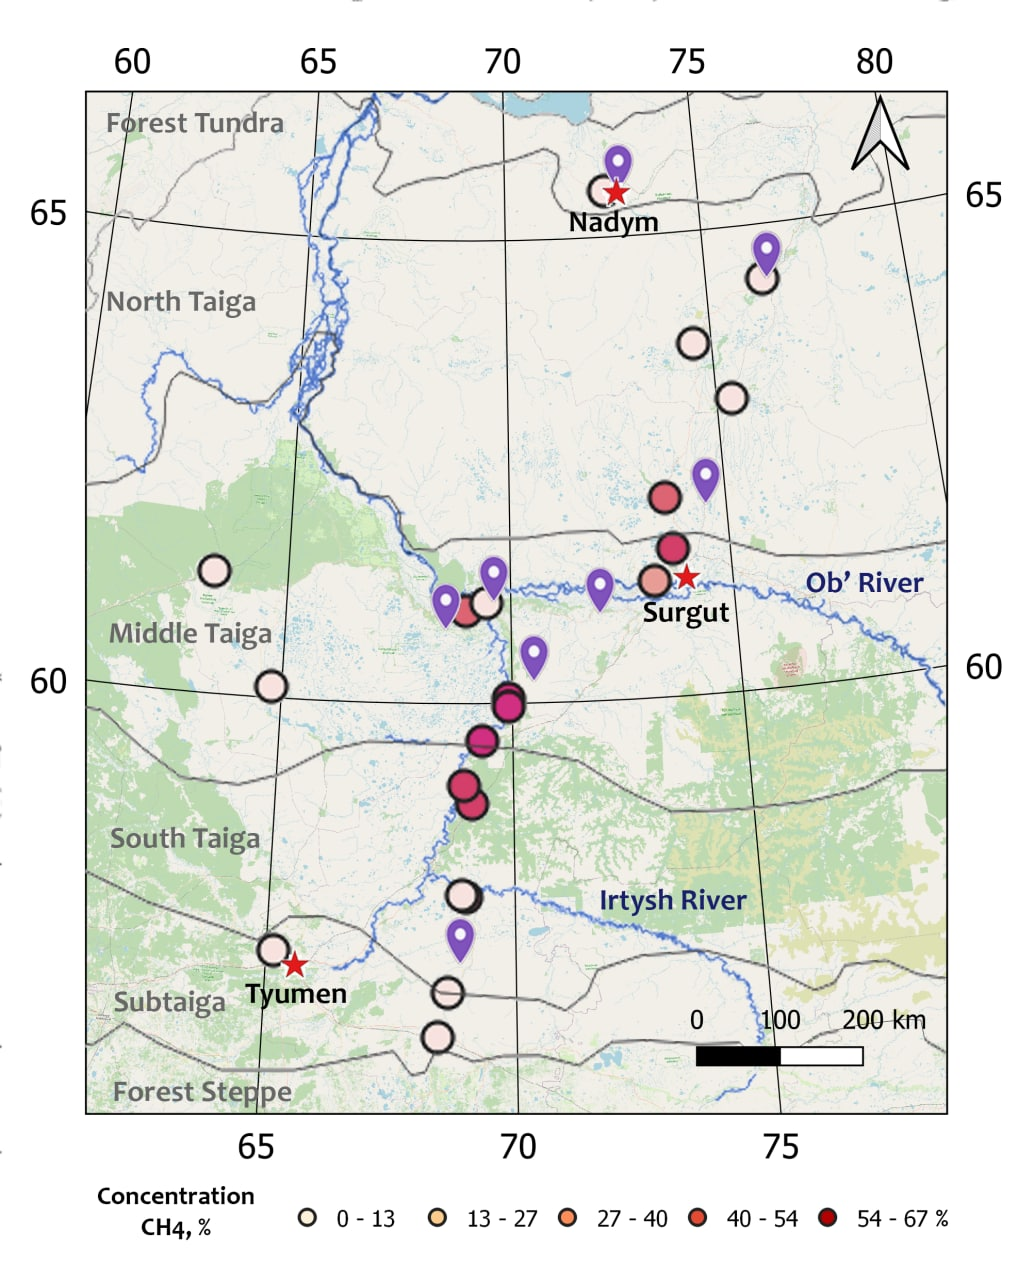 60 65 70 75 80
Forest Tundra
65 65
Nadym
North Taiga
Ob’ River
Surgut
Middle Taiga
60 60
South Taiga
Irtysh River
Tyumen
Subtaiga
0 100 200 km
Forest Steppe
65 70 75
Concentration
CH4, %
0 - 13 13 - 27 27 - 40 40 - 54 54 - 67 %